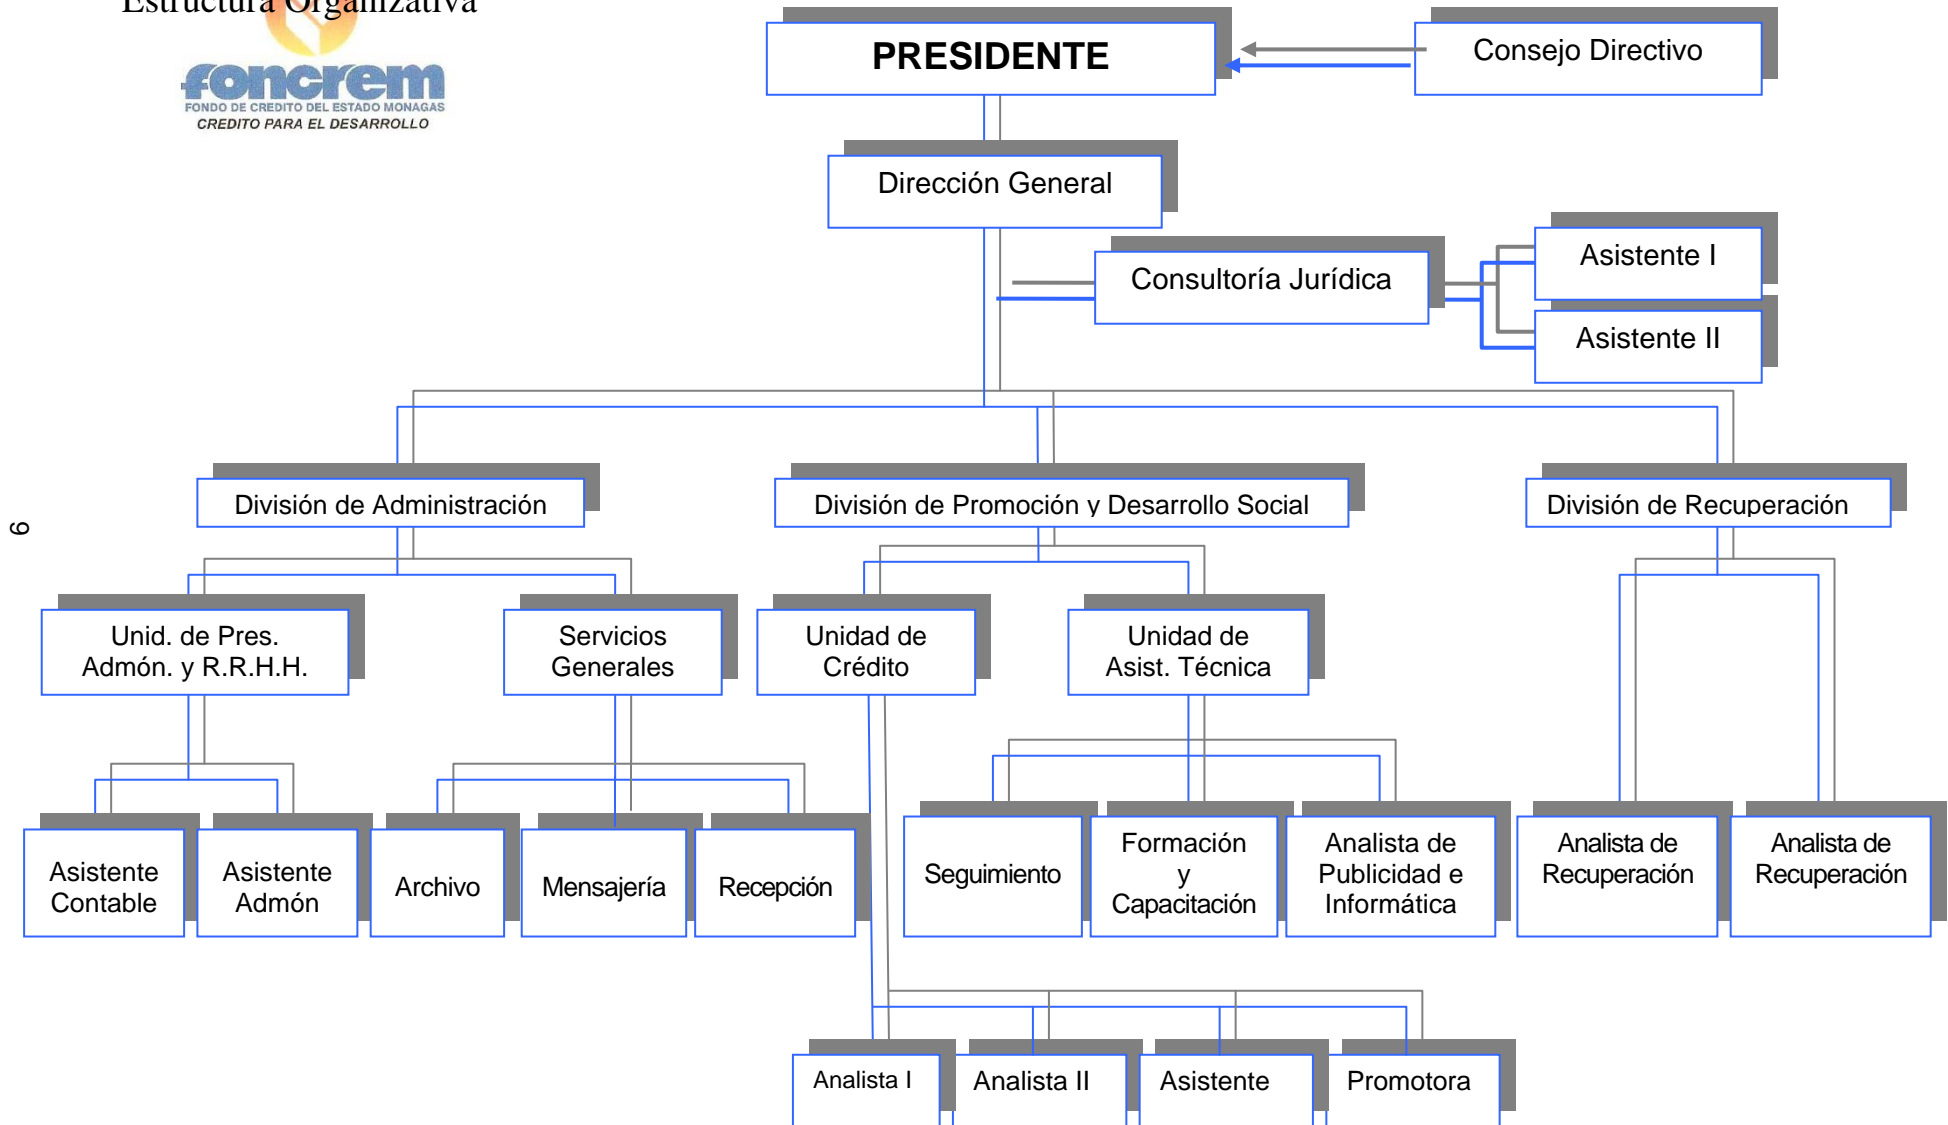 Estructura Organizativa
foncrem
FONDO DE CREDITO DEL ESTADO MONAGAS
CREDITO PARA EL DESARROLLO
PRESIDENTE
Consejo Directivo
Dirección General
Consultoría Jurídica
Asistente I
Asistente II
División de Administración
División de Promoción y Desarrollo Social
División de Recuperación
6
Unid. de Pres.
Admón. y R.R.H.H.
Servicios
Generales
Unidad de
Crédito
Unidad de
Asist. Técnica
Asistente
Contable
Asistente
Admón
Archivo
Mensajería
Recepción
Seguimiento
Formación
y
Capacitación
Analista de
Publicidad e
Informática
Analista de
Recuperación
Analista de
Recuperación
Analista I
Analista II
Asistente
Promotora